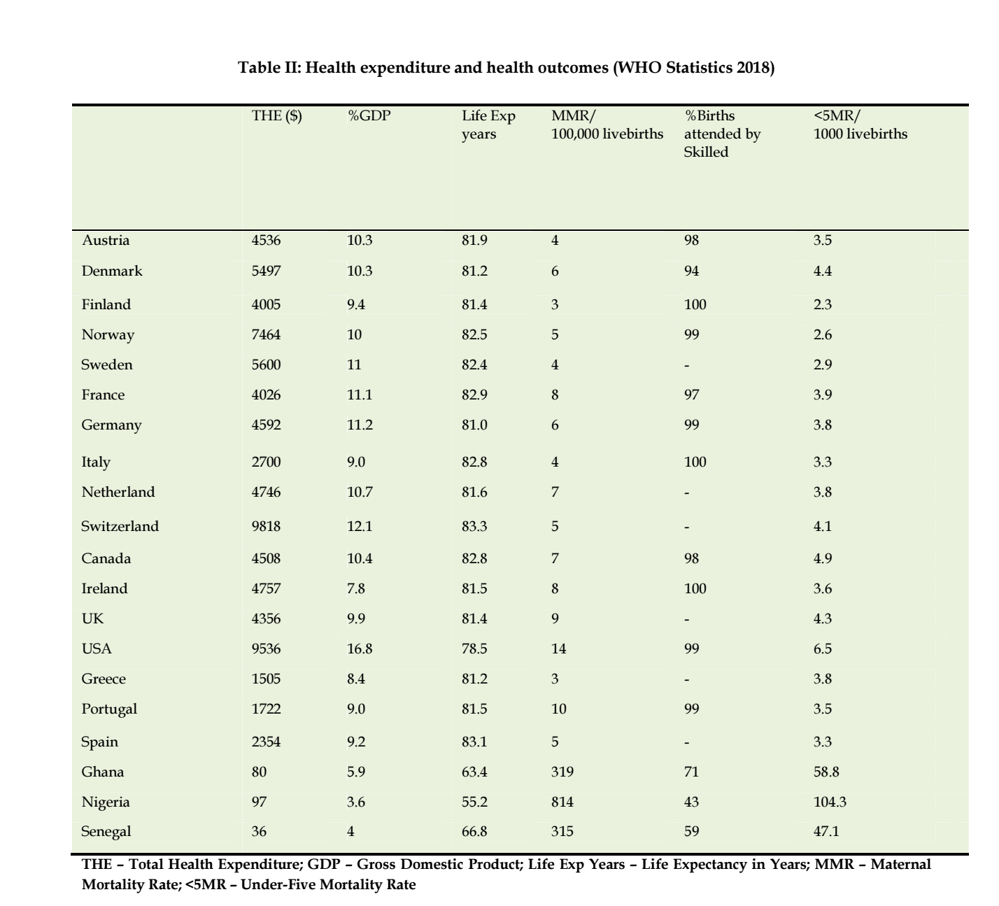 Table II: Health expenditure and health outcomes (WHO Statistics 2018)
THE ($) %GDP Life Exp years MMR/ 100,000 livebirths %Births attended by Skilled <5MR/ 1000 livebirths
Austria 4536 10.3 81.9 4 98 3.5
Denmark 5497 10.3 81.2 6 94 4.4
Finland 4005 9.4 81.4 3 100 2.3
Norway 7464 10 82.5 5 99 2.6
Sweden 5600 11 82.4 4 - 2.9
France 4026 11.1 82.9 8 97 3.9
Germany 4592 11.2 81.0 6 99 3.8
Italy 2700 9.0 82.8 4 100 3.3
Netherland 4746 10.7 81.6 7 - 3.8
Switzerland 9818 12.1 83.3 5 - 4.1
Canada 4508 10.4 82.8 7 98 4.9
Ireland 4757 7.8 81.5 8 100 3.6
UK 4356 9.9 81.4 9 - 4.3
USA 9536 16.8 78.5 14 99 6.5
Greece 1505 8.4 81.2 3 - 3.8
Portugal 1722 9.0 81.5 10 99 3.5
Spain 2354 9.2 83.1 5 - 3.3
Ghana 80 5.9 63.4 319 71 58.8
Nigeria 97 3.6 55.2 814 43 104.3
Senegal 36 4 66.8 315 59 47.1
THE – Total Health Expenditure; GDP – Gross Domestic Product; Life Exp Years – Life Expectancy in Years; MMR – Maternal
Mortality Rate; <5MR – Under-Five Mortality Rate